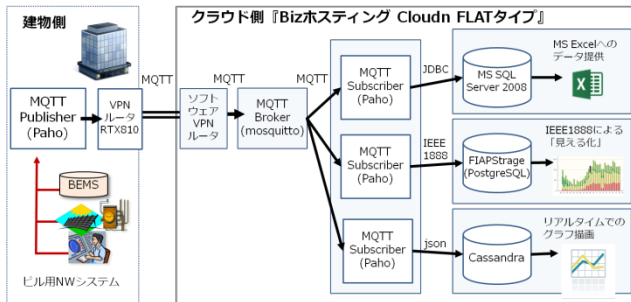 建物側
クラウド側『Bizホスティング Cloudn FLATタイプ』
MQTT
MQTT
MQTT
MQTT
Publisher
(Paho)
VPN
ルータ
RTX810
ソフト
ウェア
VPN
ルータ
MQTT
Broker
(mosquitto)
MQTT
Subscriber
(Paho)
JDBC
MS SQL
Server 2008
MS Excelへの
データ提供
MQTT
Subscriber
(Paho)
IEEE
1888
FIAPStrage
(PostgreSQL)
IEEE1888による
「見える化」
MQTT
Subscriber
(Paho)
json
Cassandra
リアルタイムでの
グラフ描画
BEMS
ビル用NWシステム